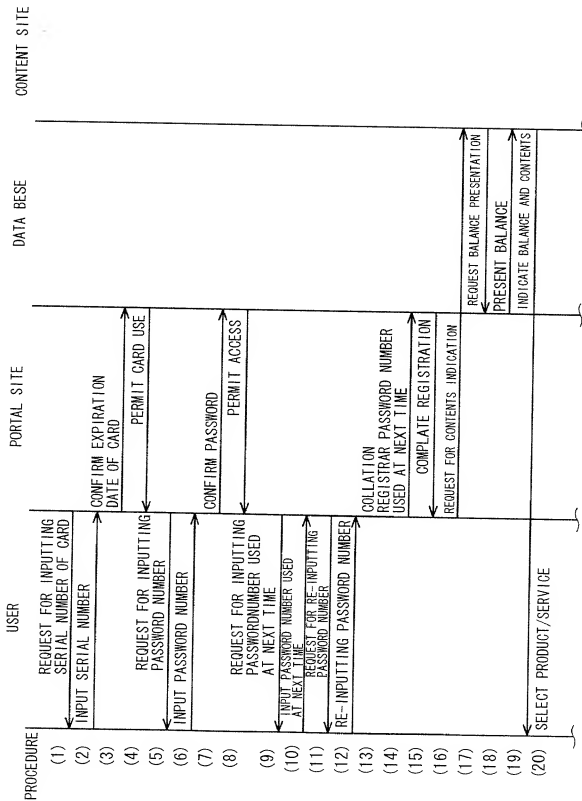 PROCEDURE
USER
PORTAL SITE
DATA BESE
CONTENT SITE
(1)
REQUEST FOR INPUTTING
SERIAL NUMBER OF CARD
(2)
INPUT SERIAL NUMBER
(3)
CONFIRM EXPIRATION
DATE OF CARD
(4)
PERMIT CARD USE
(5)
REQUEST FOR INPUTTING
PASSWORD NUMBER
(6)
INPUT PASSWORD NUMBER
(7)
CONFIRM PASSWORD
(8)
PERMIT ACCESS
(9)
REQUEST FOR INPUTTING
PASSWORDNUMBER USED
AT NEXT TIME
(10)
INPUT PASSWORD NUMBER USED
AT NEXT TIME
(11)
REQUEST FOR RE-INPUTTING
PASSWORD NUMBER
(12)
RE-INPUTTING PASSWORD NUMBER
(13)
COLLATION
(14)
REGISTRAR PASSWORD NUMBER
USED AT NEXT TIME
(15)
COMPLATE REGISTRATION
(16)
REQUEST FOR CONTENTS INDICATION
(17)
REQUEST BALANCE PRESENTATION
(18)
PRESENT BALANCE
(19)
INDICATE BALANCE AND CONTENTS
(20)
SELECT PRODUCT/SERVICE